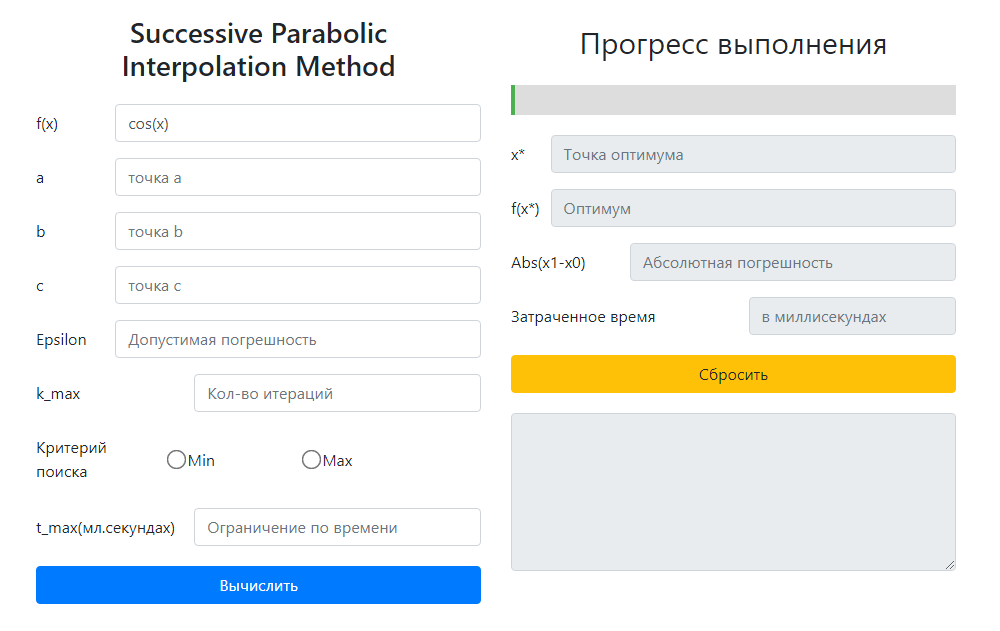 Successive Parabolic
Interpolation Method
f(x)
cos(x)
a
точка a
b
точка b
c
точка c
Epsilon
Допустимая погрешность
k_max
Кол-во итераций
Критерий
поиска
Min
Max
t_max(мл.секундах)
Ограничение по времени
Вычислить
Прогресс выполнения
x*
Точка оптимума
f(x*)
Оптимум
Abs(x1-x0)
Абсолютная погрешность
Затраченное время
в миллисекундах
Сбросить